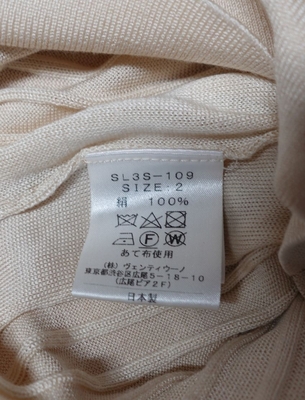 SL3S-109
SIZE:2
絹 100%
F W
あて布使用
(株)ヴェンティウーノ
東京都渋谷区広尾5-18-10
(広尾ピア2F)
日本製